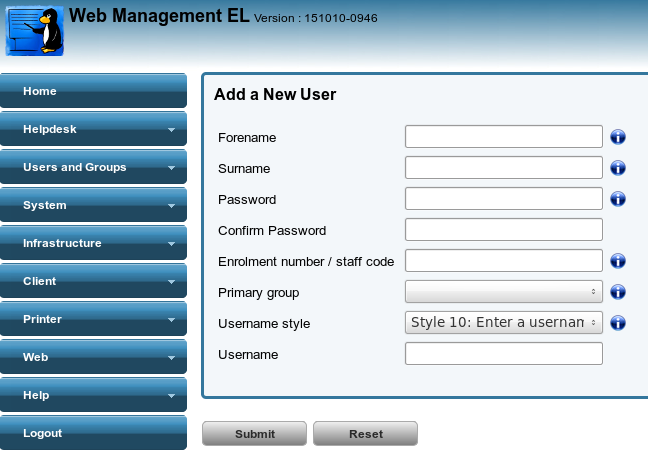 Web Management EL Version : 151010-0946
Home
Helpdesk
Users and Groups
System
Infrastructure
Client
Printer
Web
Help
Logout
Add a New User
Forename
Surname
Password
Confirm Password
Enrolment number / staff code
Primary group
Username style Style 10: Enter a usernam
Username
Submit Reset